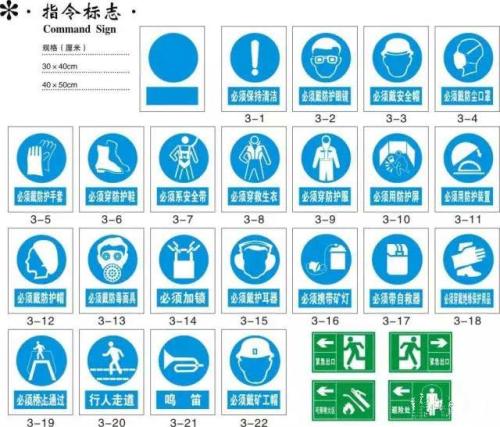 指令标志
Command Sign
规格（厘米）
30×40cm
40×50cm
必须保持清洁
必须戴防护眼镜
必须戴安全帽
必须戴防尘口罩
3-1
3-2
3-3
3-4
必须戴防护手套
必须穿防护鞋
必须系安全带
必须穿救生衣
必须穿防护服
必须用防护屏
必须用防护装置
3-5
3-6
3-7
3-8
3-9
3-10
3-11
必须戴防护帽
必须戴防毒面具
必须加锁
必须戴护耳器
必须携带矿灯
必须带自救器
必须穿戴绝缘保护用品
3-12
3-13
3-14
3-15
3-16
3-17
3-18
必须桥上通过
行人走道
鸣笛
必须戴矿工帽
3-19
3-20
3-21
3-22
紧急出口
紧急出口
避险处